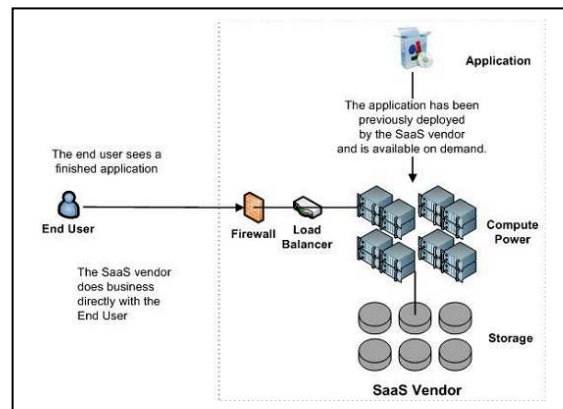 Application
The application has been
previously deployed
by the SaaS vendor
and is available on demand.
The end user sees a
finished application
End User
Firewall
Load
Balancer
Compute
Power
The SaaS vendor
does business
directly with the
End User
Storage
SaaS Vendor